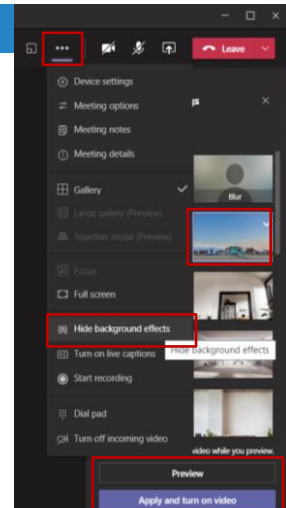 Leave
Device settings
gs
Meeting options
Meeting notes
Meeting details
Gallery
Blur
Large gallery (Preview)
Together mode (Preview)
Focus
Full screen
Hide background effects
Turn on live captions
Hide background effects
Start recording
Dial pad
Turn off incoming video
video while you preview.
Preview
Apply and turn on video